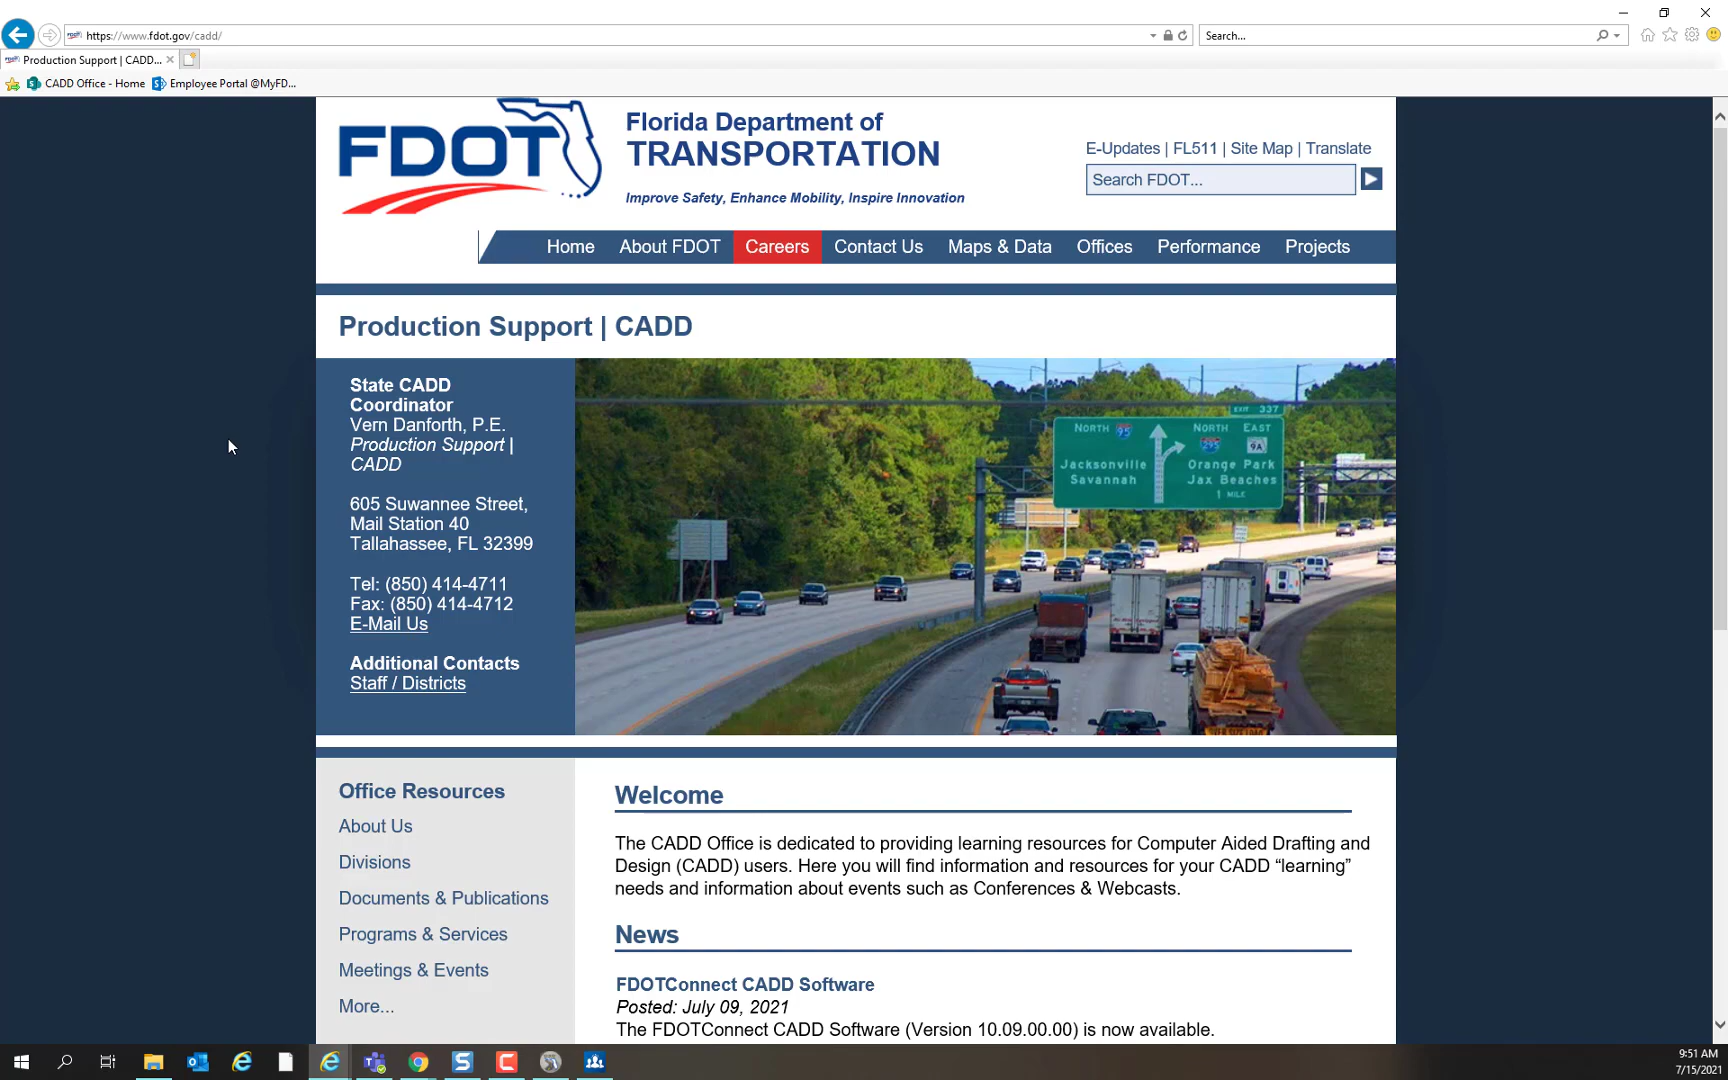 https://www.fdot.gov/cadd/
Search...
Production Support | CADD...
CADD Office - Home
Employee Portal @MyFD...
FDOT
Florida Department of
TRANSPORTATION
Improve Safety, Enhance Mobility, Inspire Innovation
E-Updates | FL511 | Site Map | Translate
Search FDOT...
Home About FDOT Careers Contact Us Maps & Data Offices Performance Projects
Production Support | CADD
State CADD
Coordinator
Vern Danforth, P.E.
Production Support |
CADD
605 Suwannee Street,
Mail Station 40
Tallahassee, FL 32399
Tel: (850) 414-4711
Fax: (850) 414-4712
E-Mail Us
Additional Contacts
Staff / Districts
EXIT 337
NORTH 95
Jacksonville
Savannah
NORTH EAST
295 9A
Orange Park
Jax Beaches
1 MILE
Office Resources
About Us
Divisions
Documents & Publications
Programs & Services
Meetings & Events
More...
Welcome
The CADD Office is dedicated to providing learning resources for Computer Aided Drafting and
Design (CADD) users. Here you will find information and resources for your CADD “learning”
needs and information about events such as Conferences & Webcasts.
News
FDOTConnect CADD Software
Posted: July 09, 2021
The FDOTConnect CADD Software (Version 10.09.00.00) is now available.
9:51 AM
7/15/2021